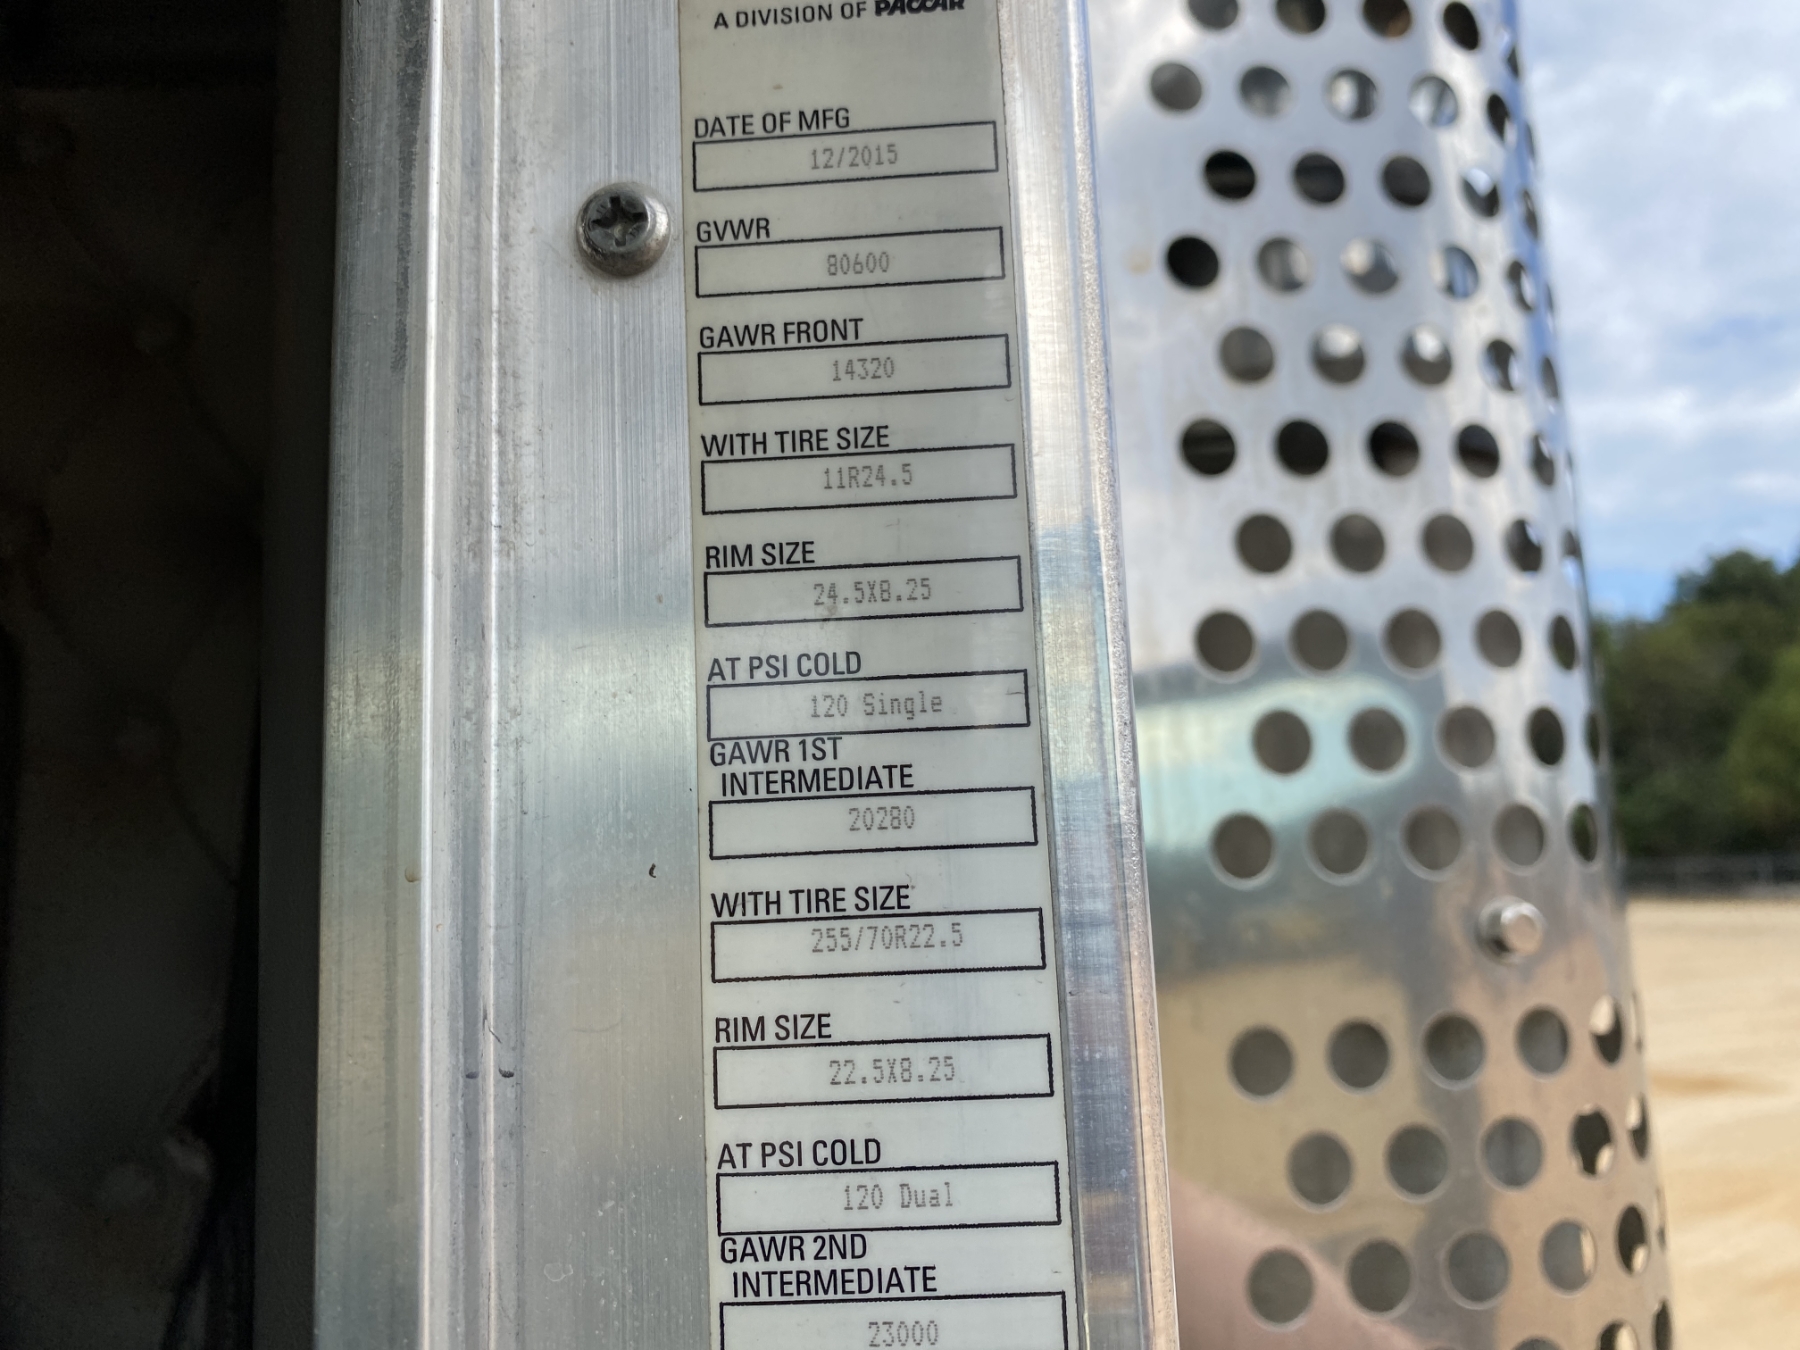 A DIVISION OF PACCAR
DATE OF MFG
12/2015
GVWR
80600
GAWR FRONT
14320
WITH TIRE SIZE
11R24.5
RIM SIZE
24.5X8.25
AT PSI COLD
120 Single
GAWR 1ST
INTERMEDIATE
20280
WITH TIRE SIZE
255/70R22.5
RIM SIZE
22.5X8.25
AT PSI COLD
120 Dual
GAWR 2ND
INTERMEDIATE
23000